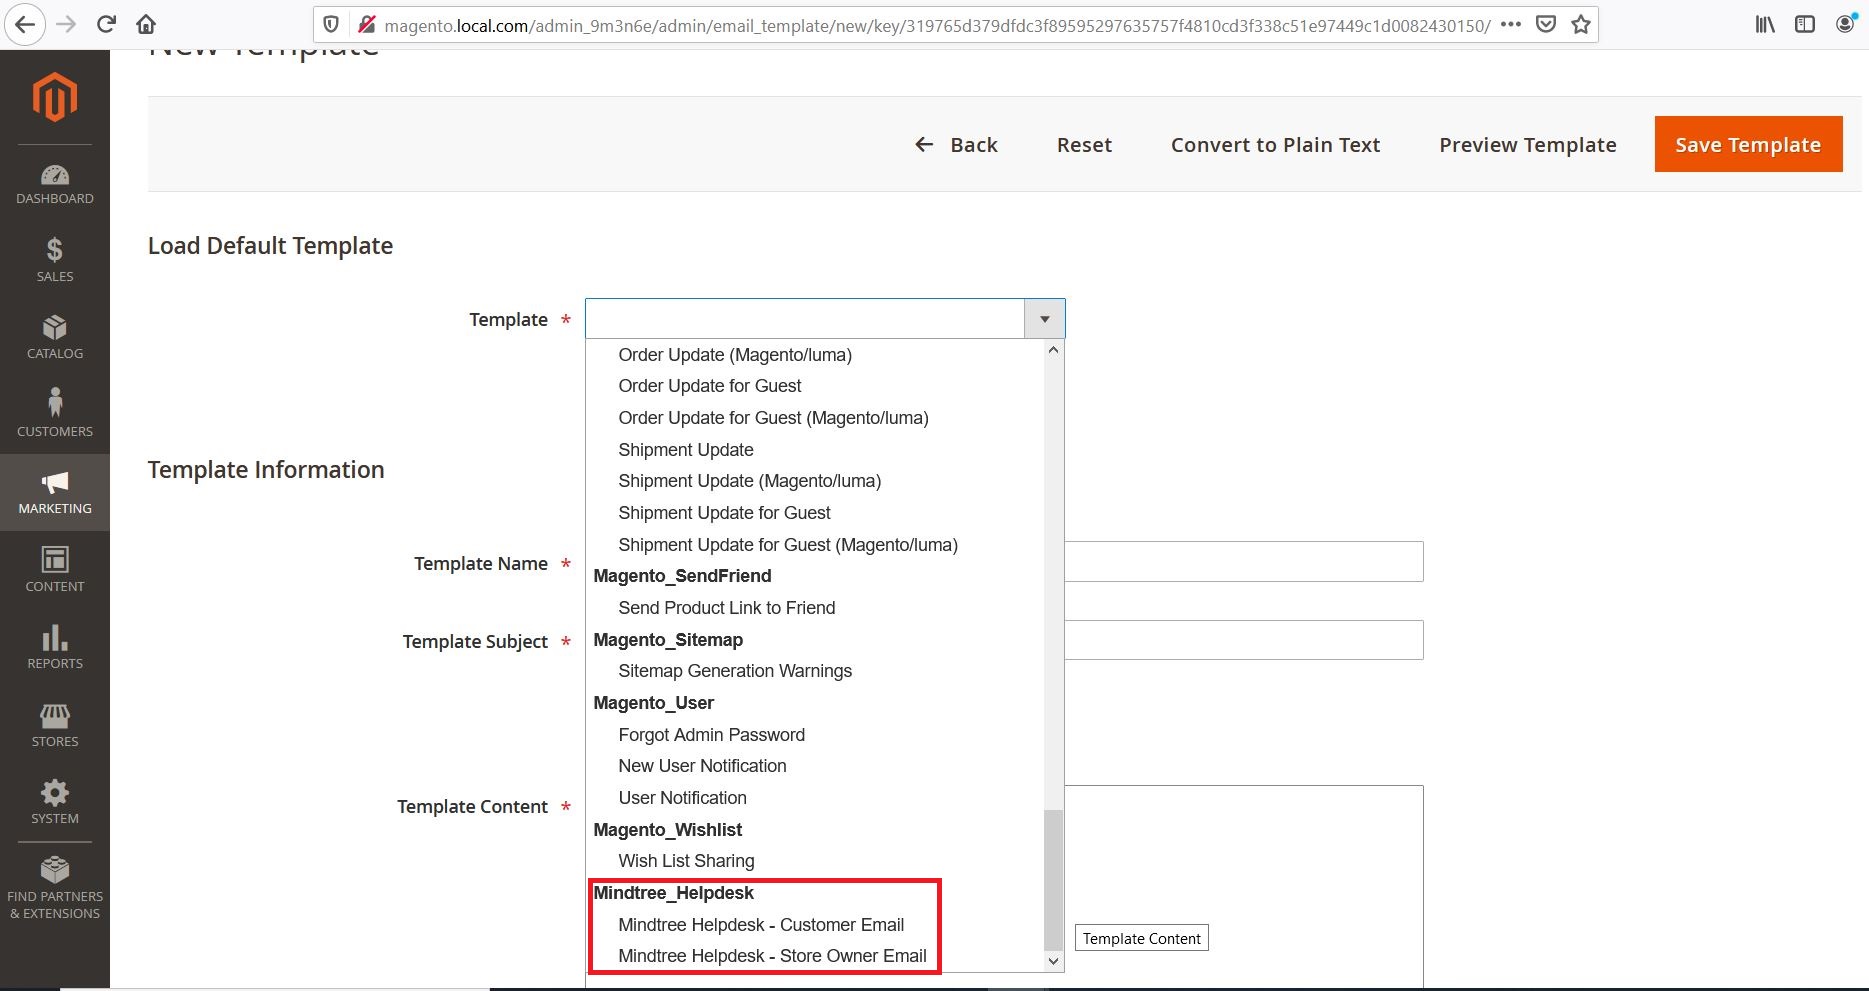 magento.local.com/admin_9m3n6e/admin/email_template/new/key/319765d379dfdc3f89595297635757f4810cd3f338c51e97449c1d0082430150/
New Template
Back
Reset
Convert to Plain Text
Preview Template
Save Template
DASHBOARD
SALES
CATALOG
CUSTOMERS
MARKETING
CONTENT
REPORTS
STORES
SYSTEM
FIND PARTNERS
& EXTENSIONS
Load Default Template
Template *
Order Update (Magento/luma)
Order Update for Guest
Order Update for Guest (Magento/luma)
Shipment Update
Shipment Update (Magento/luma)
Shipment Update for Guest
Shipment Update for Guest (Magento/luma)
Magento_SendFriend
Send Product Link to Friend
Magento_Sitemap
Sitemap Generation Warnings
Magento_User
Forgot Admin Password
New User Notification
User Notification
Magento_Wishlist
Wish List Sharing
Mindtree_Helpdesk
Mindtree Helpdesk - Customer Email
Mindtree Helpdesk - Store Owner Email
Template Information
Template Name *
Template Subject *
Template Content *
Template Content